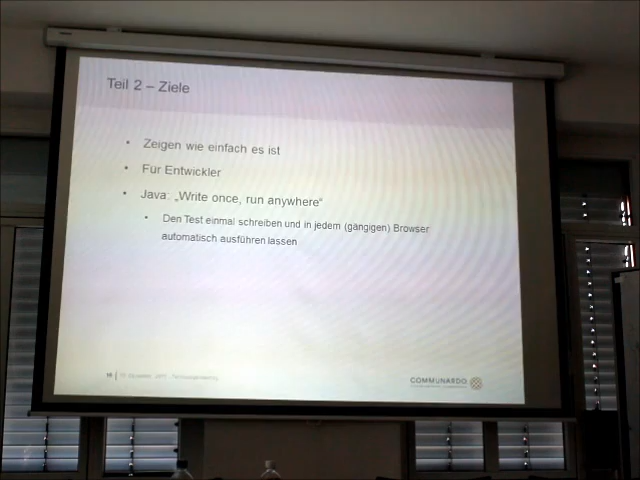 Teil 2 – Ziele
• Zeigen wie einfach es ist
• Für Entwickler
• Java: „Write once, run anywhere“
• Den Test einmal schreiben und in jedem (gängigen) Browser
automatisch ausführen lassen
COMMUNARDO